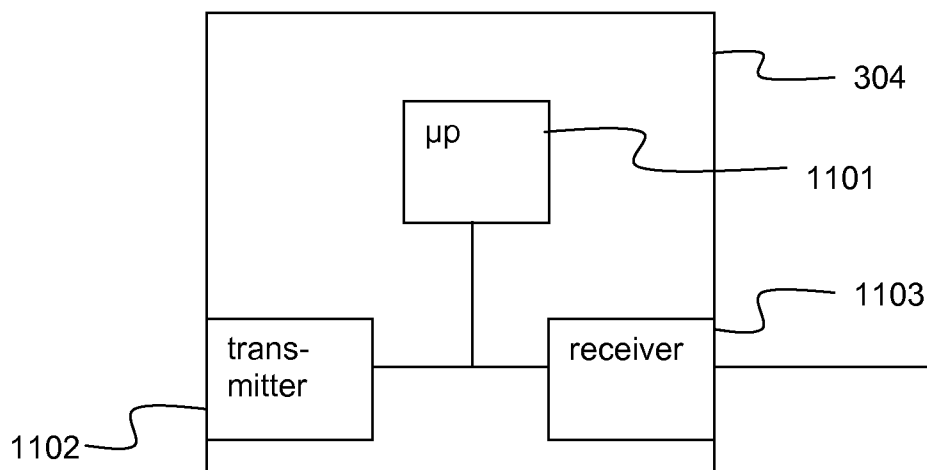 304
µp
1101
1103
trans-
mitter
receiver
1102